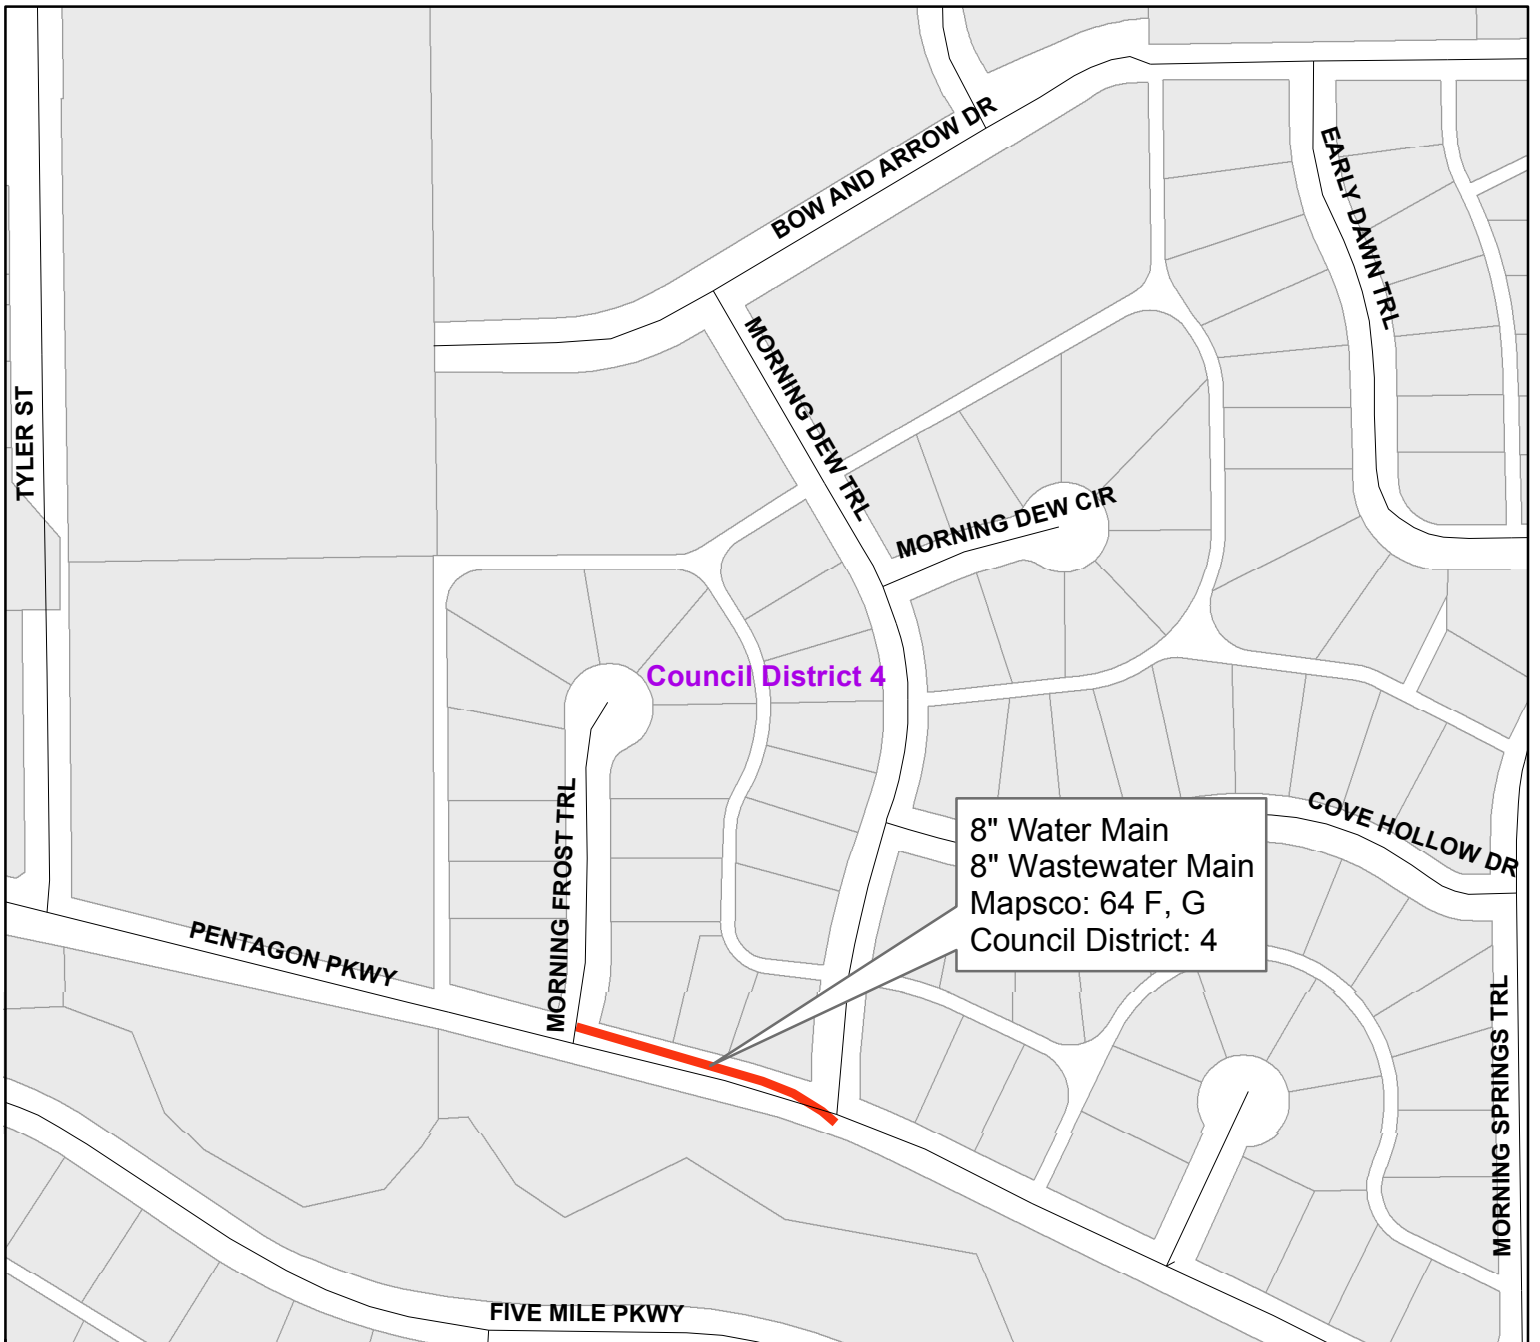 BOW AND ARROW DR
EARLY DAWN TRL
MORNING DEW TRL
TYLER ST
MORNING DEW CIR
Council District 4
MORNING FROST TRL
8" Water Main
8" Wastewater Main
Mapsco: 64 F, G
Council District: 4
COVE HOLLOW DR
PENTAGON PKWY
MORNING SPRINGS TRL
FIVE MILE PKWY